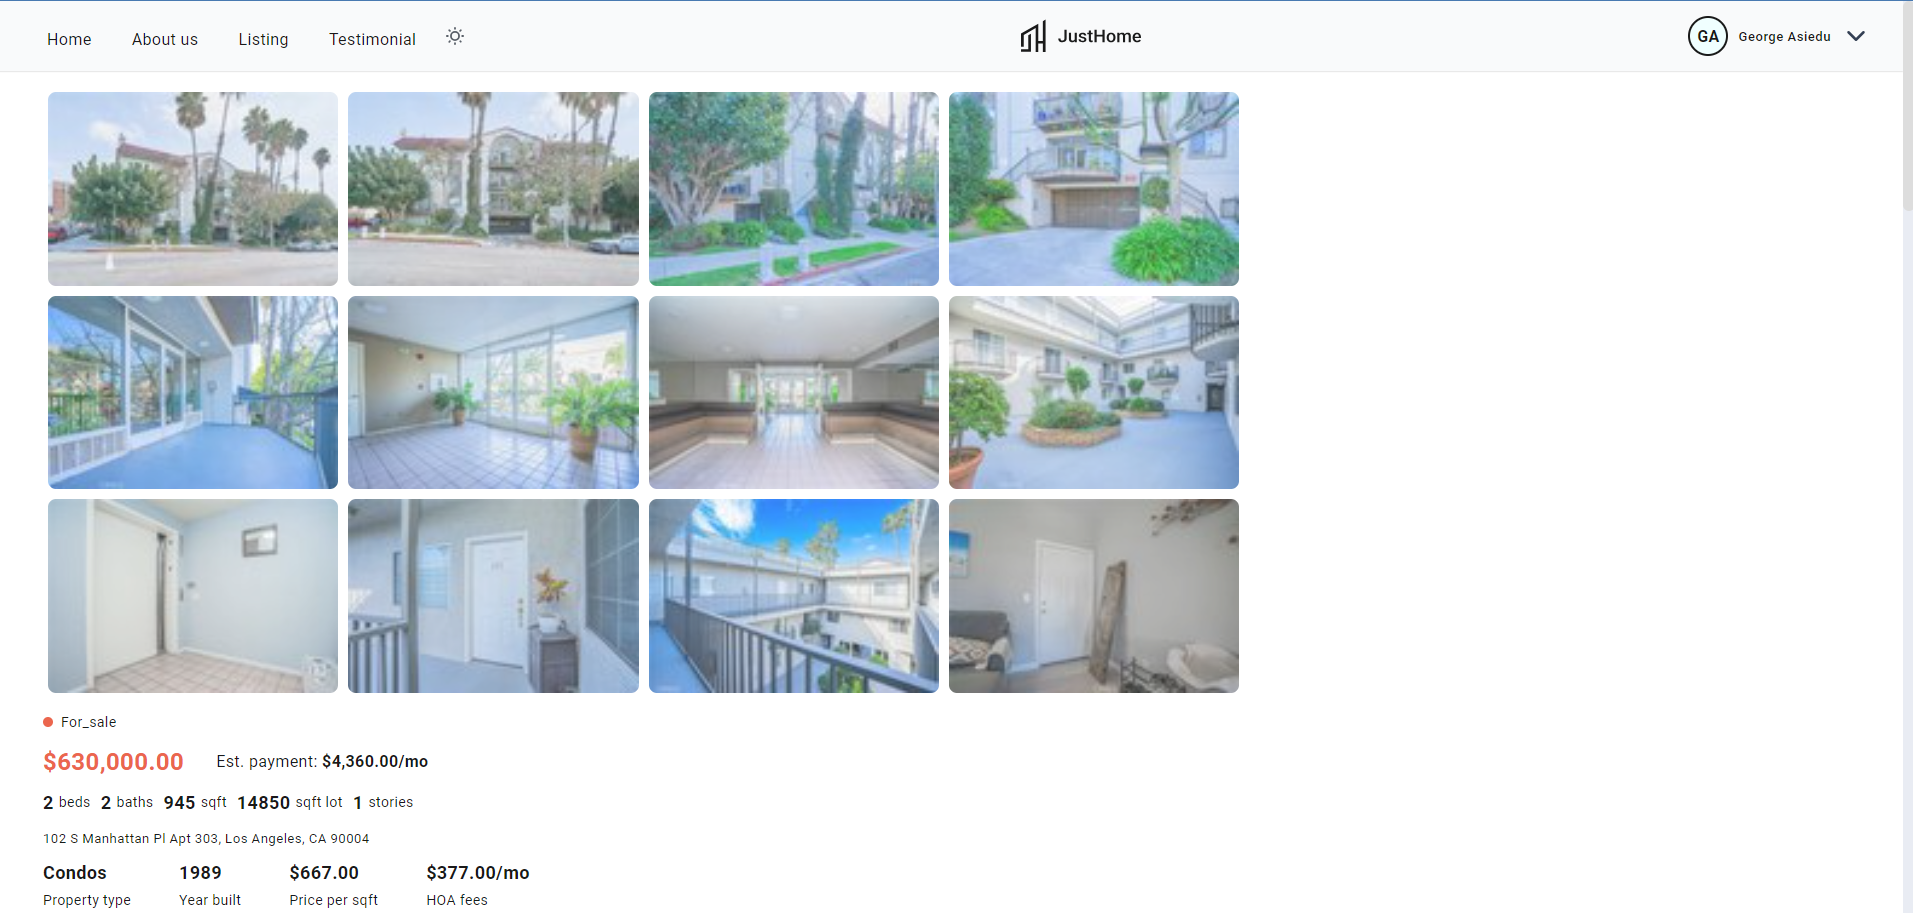 Home About us Listing Testimonial JustHome GA George Asiedu
For_sale
$630,000.00 Est. payment: $4,360.00/mo
2 beds 2 baths 945 sqft 14850 sqft lot 1 stories
102 S Manhattan Pl Apt 303, Los Angeles, CA 90004
Condos 1989 $667.00 $377.00/mo
Property type Year built Price per sqft HOA fees